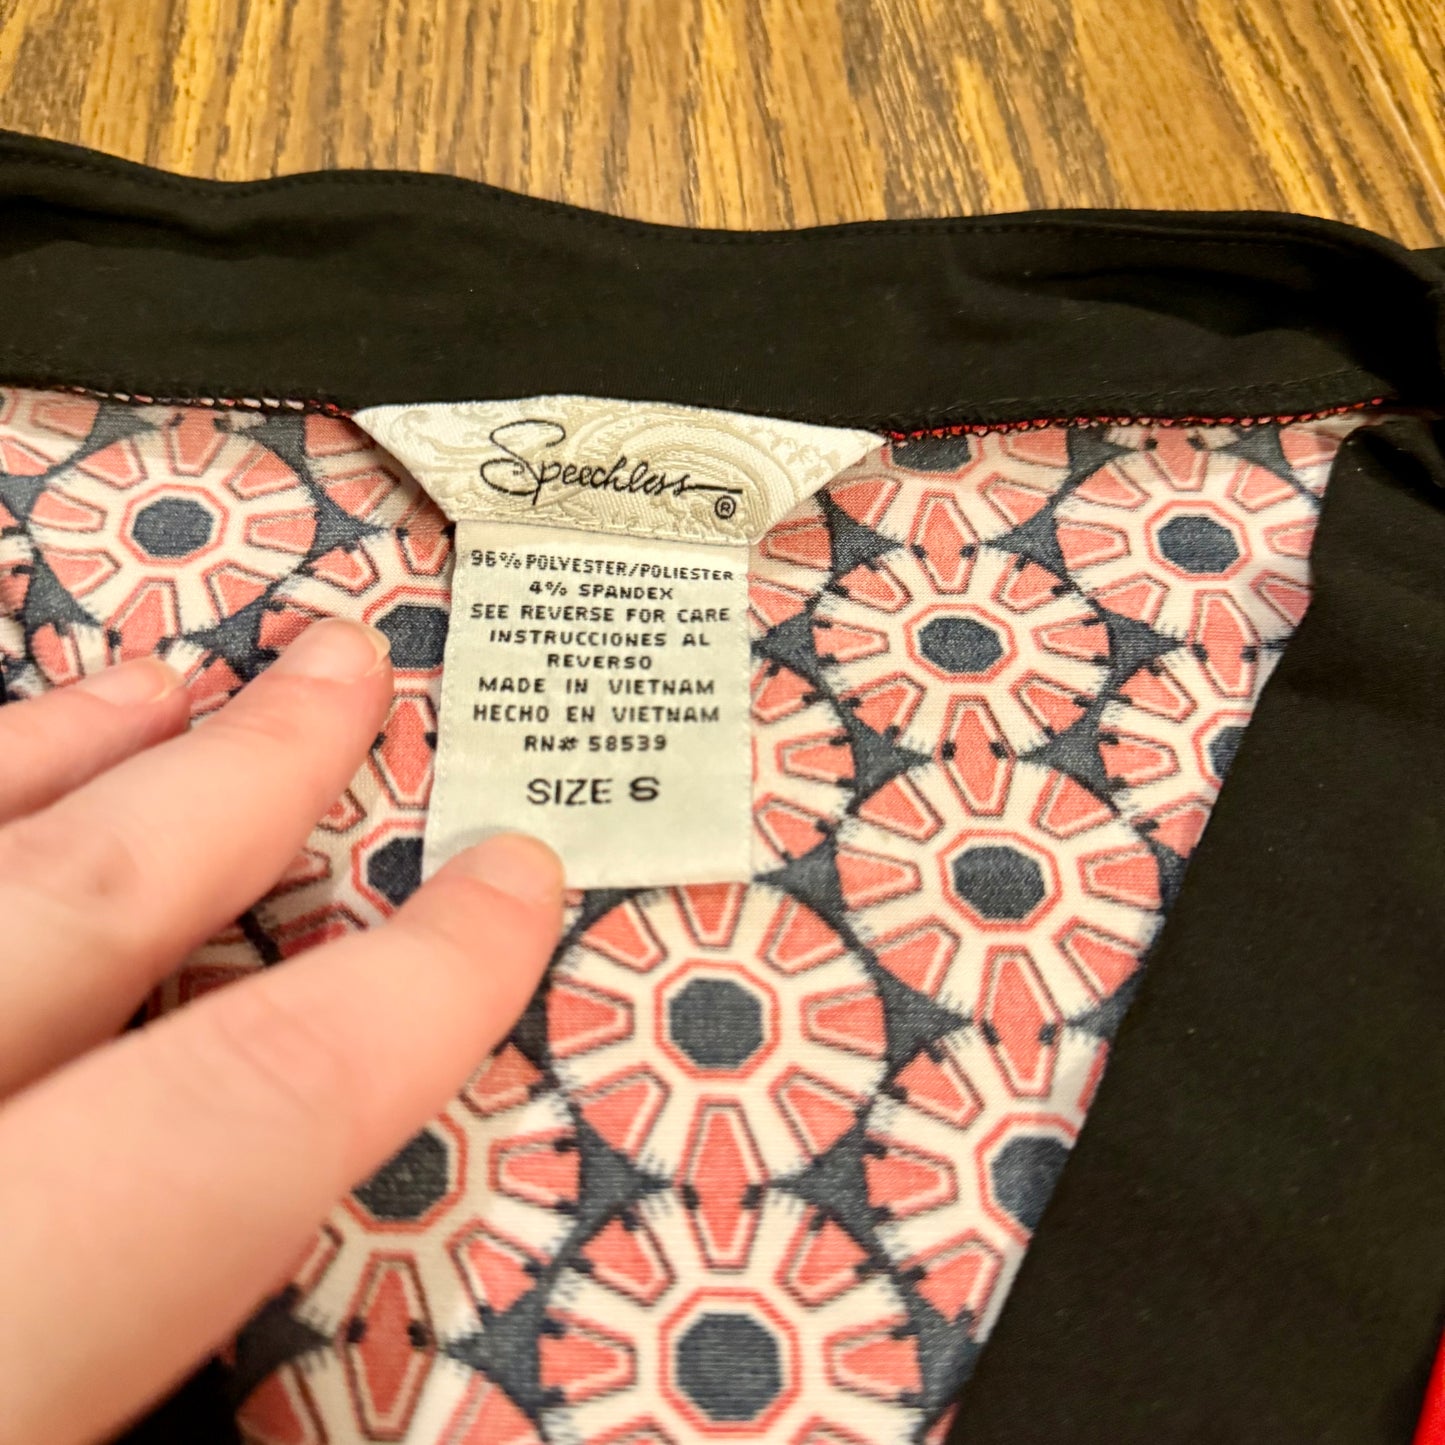 Speechless®
96% POLYESTER/POLIESTER
4% SPANDEX
SEE REVERSE FOR CARE
INSTRUCCIONES AL
REVERSO
MADE IN VIETNAM
HECHO EN VIETNAM
RN# 58539
SIZE S